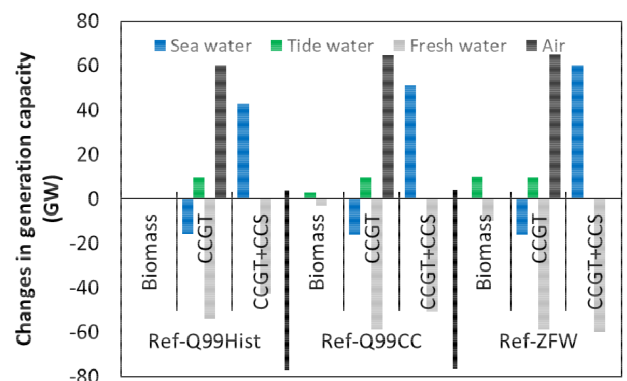 80
60
40
20
0
-20
-40
-60
-80
Changes in generation capacity
(GW)
Sea water Tide water Fresh water Air
Biomass
CCGT
CCGT+CCS
Biomass
CCGT
CCGT+CCS
Biomass
CCGT
CCGT+CCS
Ref-Q99Hist Ref-Q99CC Ref-ZFW